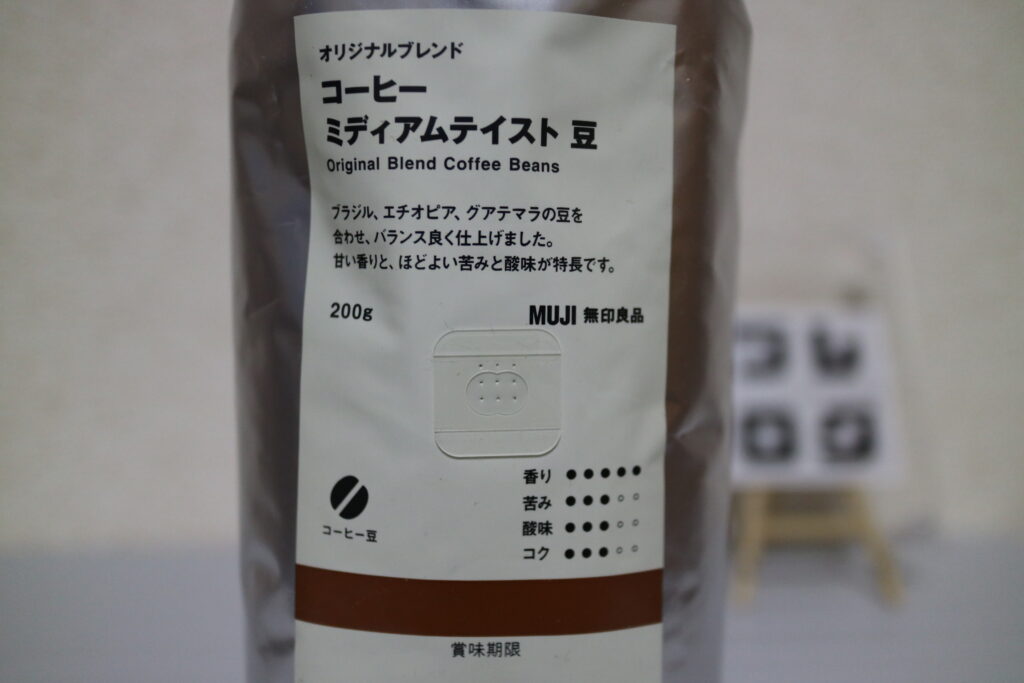 オリジナルブレンド
コーヒー
ミディアムテイスト 豆
Original Blend Coffee Beans
ブラジル、エチオピア、グアテマラの豆を
合わせ、バランス良く仕上げました。
甘い香りと、ほどよい苦みと酸味が特長です。
200g
MUJI 無印良品
香り ●●●●●
苦み ●●●○○
酸味 ●●●○○
コク ●●●○○
コーヒー豆
賞味期限